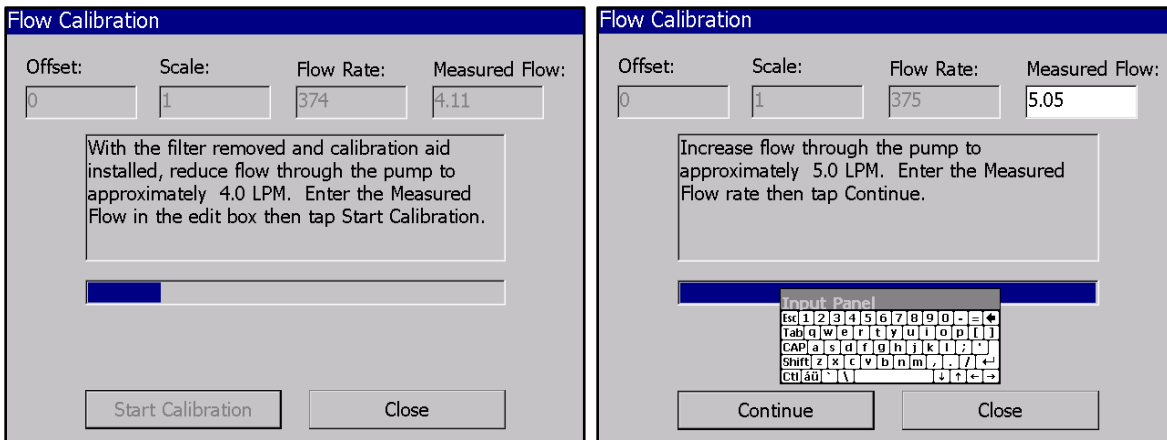 Flow Calibration
Offset: Scale: Flow Rate: Measured Flow:
0 1 374 4.11
With the filter removed and calibration aid
installed, reduce flow through the pump to
approximately 4.0 LPM. Enter the Measured
Flow in the edit box then tap Start Calibration.
Start Calibration Close
Flow Calibration
Offset: Scale: Flow Rate: Measured Flow:
0 1 375 5.05
Increase flow through the pump to
approximately 5.0 LPM. Enter the Measured
Flow rate then tap Continue.
Input Panel
Esc 1 2 3 4 5 6 7 8 9 0 - = 🡄
Tab q w e r t y u i o p [ ]
CAP a s d f g h j k l ; '
Shift z x c v b n m , . / ↵
Ctl áü ` \ ↓ ↑ ← →
Continue Close